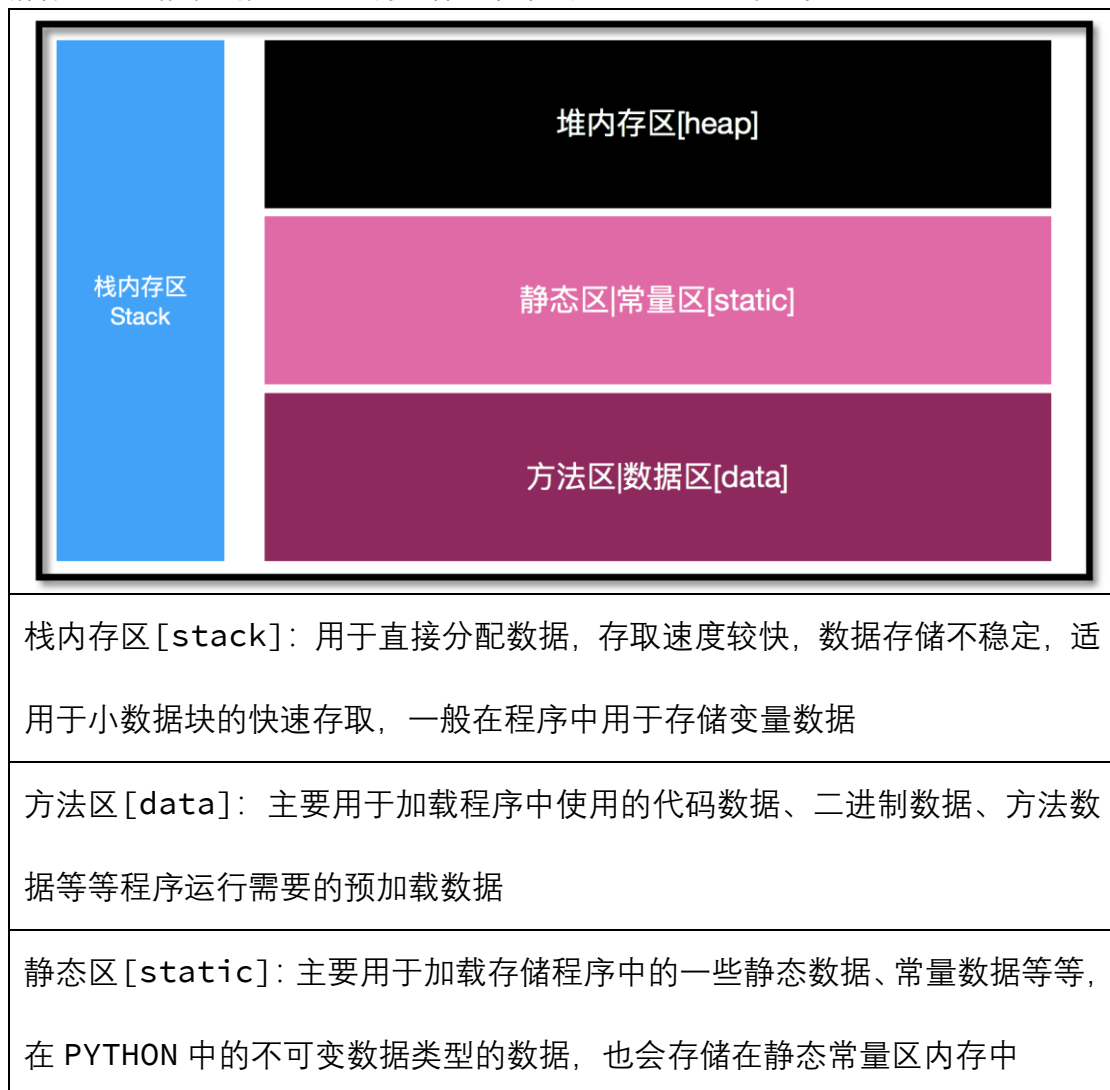 堆内存区[heap]
栈内存区
Stack
静态区|常量区[static]
方法区|数据区[data]
栈内存区[stack]：用于直接分配数据，存取速度较快，数据存储不稳定，适
用于小数据块的快速存取，一般在程序中用于存储变量数据
方法区[data]：主要用于加载程序中使用的代码数据、二进制数据、方法数
据等等程序运行需要的预加载数据
静态区[static]：主要用于加载存储程序中的一些静态数据、常量数据等等，
在 PYTHON 中的不可变数据类型的数据，也会存储在静态常量区内存中